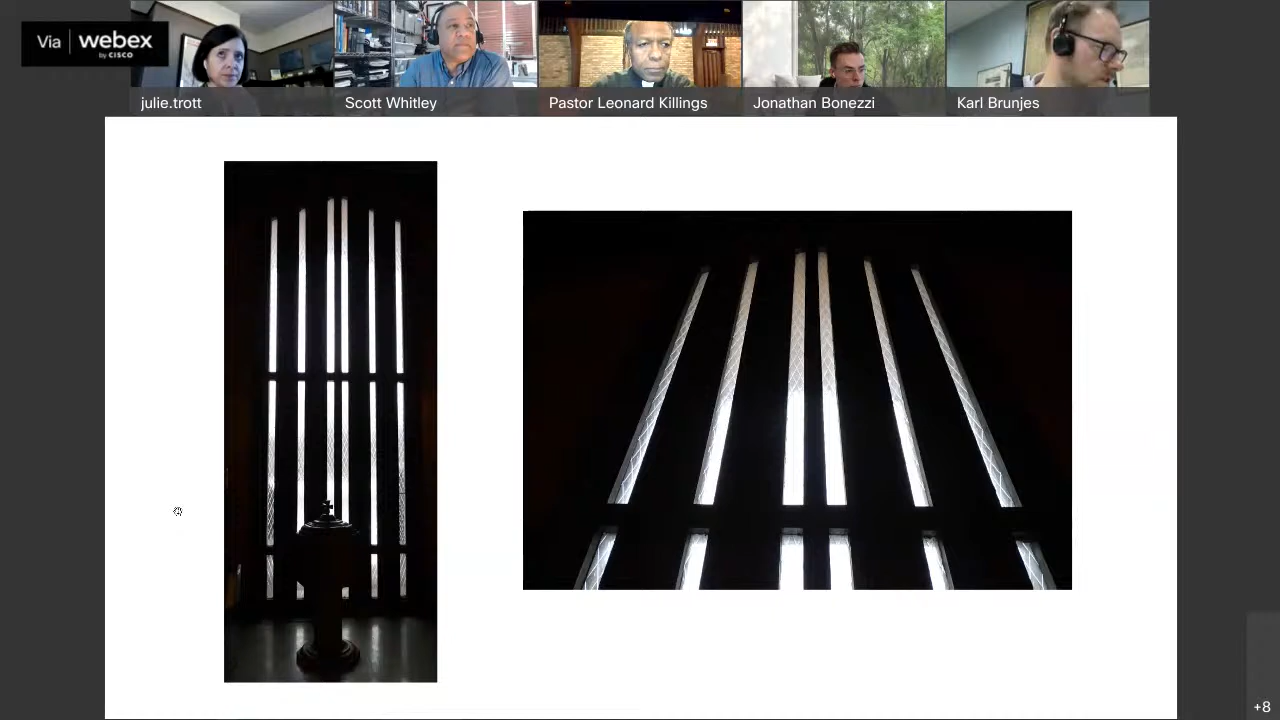 Via webex
by CISCO
julie.trott
Scott Whitley
Pastor Leonard Killings
Jonathan Bonezzi
Karl Brunjes
+8